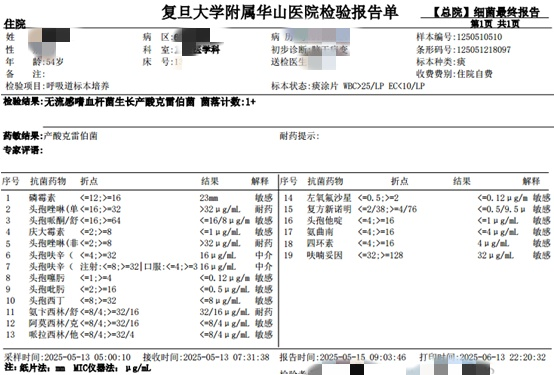 复旦大学附属华山医院检验报告单
【总院】细菌最终报告
第1页 共1页
住院
姓
病 区:
病 历
样本编号:1250510510
性
科 室: 医学科
初步诊断:
条形码号:1250051218097
年 龄:54岁
床 号:1
送检医生
标本种类:痰
备 注:
收费费别:住院自费
检验项目:呼吸道标本培养
标本状态:痰涂片 WBC>25/LP EC<10/LP
检验结果:无流感嗜血杆菌生长产酸克雷伯菌 菌落计数:1+
药敏结果:产酸克雷伯菌
耐药提示:
专家评语:
序号 抗菌药物 折点 结果 解释
1 磷霉素 <=12;>=16 23mm 敏感
2 头孢唑啉(单 <=16;>=32 >32μg/mL 耐药
3 头孢哌酮/舒 <=16;>=64 <=16/8μg/m 敏感
4 庆大霉素 <=2;>=8 <=1μg/mL 敏感
5 头孢唑啉(非 <=2;>=8 >32μg/mL 耐药
6 头孢呋辛( <=4;>=32 16μg/mL 中介
7 头孢呋辛( 注射:<=8;>=32|口服:<=4;>=3 16μg/mL 中介
8 头孢噻肟 <=1;>=4 <=0.12μg/m 敏感
9 头孢吡肟 <=2;>=16 <=0.5μg/mL 敏感
10 头孢西丁 <=8;>=32 <=8μg/mL 敏感
11 氨苄西林/舒 <=8/4;>=32/16 32/16μg/mL 耐药
12 阿莫西林/克 <=8/4;>=32/16 <=8/4μg/mL 敏感
13 哌拉西林/他 <=8/4;>=32/4 <=8/4μg/mL 敏感
序号 抗菌药物 折点 结果 解释
14 左氧氟沙星 <=0.5;>=2 <=0.12μg/m 敏感
15 复方新诺明 <=2/38;>=4/76 <=0.5/9.5μ 敏感
16 头孢他啶 <=4;>=16 <=1μg/mL 敏感
17 氨曲南 <=4;>=16 <=4μg/mL 敏感
18 四环素 <=4;>=16 4μg/mL 敏感
19 呋喃妥因 <=32;>=128 32μg/mL 敏感
采样时间:2025-05-13 05:00:10 接收时间:2025-05-13 07:31:38 报告时间:2025-05-15 09:03:46 打印时间:2025-06-13 22:20:32
注:纸片法: mm MIC仪器法: μg/mL